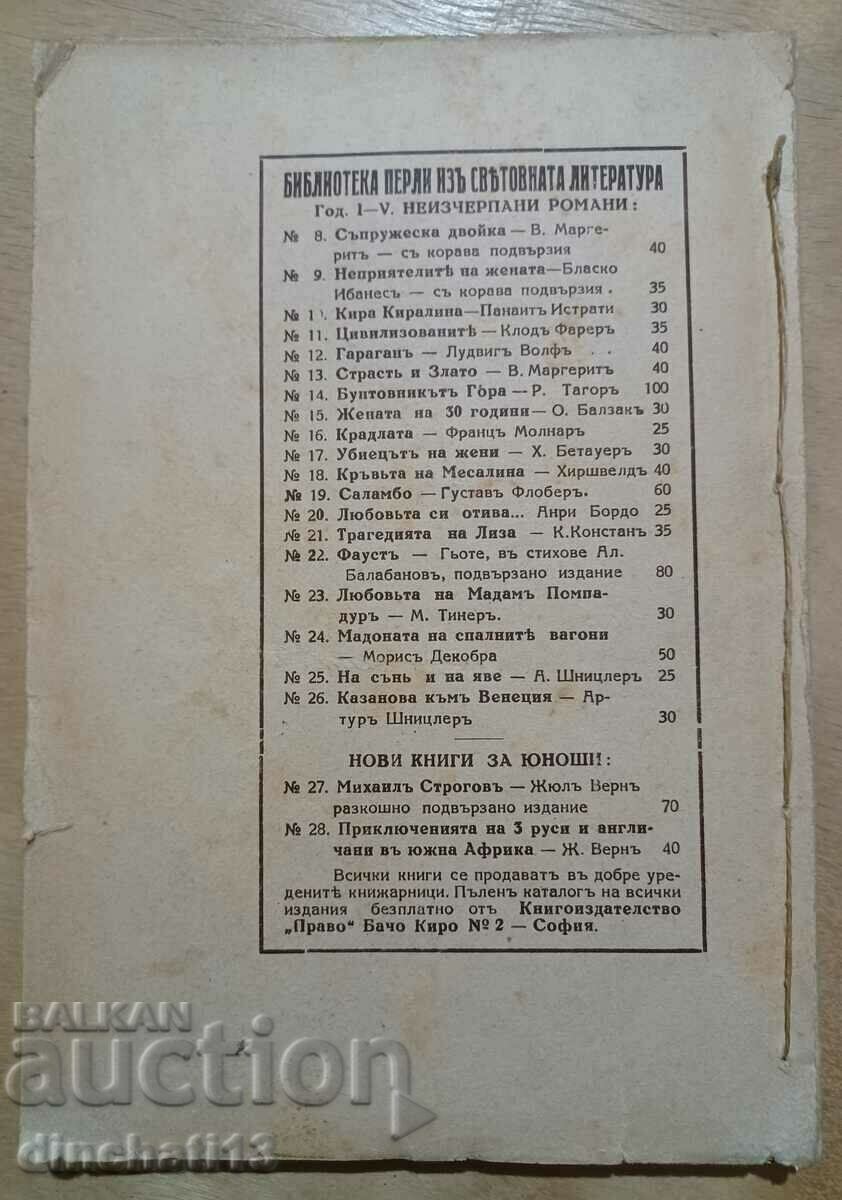 БИБЛИОТЕКА ПЕРЛИ ИЗЪ СВѢТОВНАТА ЛИТЕРАТУРА
Год. I—V. НЕИЗЧЕРПАНИ РОМАНИ:
№ 8. Съпружеска двойка — В. Марге-
ритъ — съ корава подвързия 40
№ 9. Неприятелитѣ на жената—Бласко
Ибанесъ — съ корава подвързия . 35
№ 10. Кира Киралина—Панаитъ Истрати 30
№ 11. Цивилизованитѣ — Клодъ Фареръ 35
№ 12. Гараганъ — Лудвигъ Волфъ . . 40
№ 13. Страсть и Злато — В. Маргеритъ 40
№ 14. Бунтовникътъ Гóра — Р. Тагоръ 100
№ 15. Жената на 30 години— О. Балзакъ 30
№ 16. Крадлата — Францъ Молнаръ 25
№ 17. Убиецътъ на жени — Х. Бетауеръ 30
№ 18. Кръвьта на Месалина — Хиршвелдъ 40
№ 19. Саламбо — Густавъ Флоберъ. 60
№ 20. Любовьта си отива... Анри Бордо 25
№ 21. Трагедията на Лиза — К.Констанъ 35
№ 22. Фаустъ — Гьоте, въ стихове Ал.
Балабановъ, подвързано издание 80
№ 23. Любовьта на Мадамъ Помпа-
дуръ — М. Тинеръ. 30
№ 24. Мадоната на спалнитѣ вагони
— Морисъ Декобра 50
№ 25. На сънь и на яве — А. Шницлеръ 25
№ 26. Казанова къмъ Венеция — Ар-
туръ Шницлеръ 30
НОВИ КНИГИ ЗА ЮНОШИ:
№ 27. Михаилъ Строговъ — Жюлъ Вернъ
разкошно подвързано издание 70
№ 28. Приключенията на 3 руси и англи-
чани въ южна Африка — Ж. Вернъ 40
Всички книги се продаватъ въ добре уре-
денитѣ книжарници. Пъленъ каталогъ на всички
издания безплатно отъ Книгоиздателство
„Право“ Бачо Киро № 2 — София.
BALKAN
auction
dinchati13